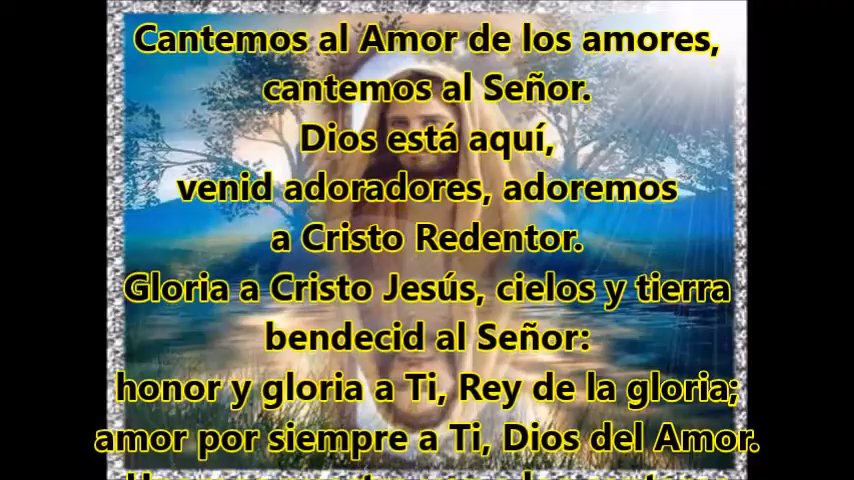 Cantemos al Amor de los amores,
cantemos al Señor.
Dios está aquí,
venid adoradores, adoremos
a Cristo Redentor.
Gloria a Cristo Jesús, cielos y tierra
bendecid al Señor:
honor y gloria a Ti, Rey de la gloria;
amor por siempre a Ti, Dios del Amor.